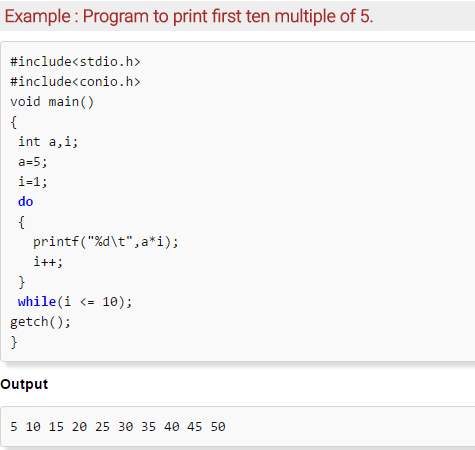 Example : Program to print first ten multiple of 5.
#include<stdio.h>
#include<conio.h>
void main()
{
 int a,i;
 a=5;
 i=1;
 do
 {
   printf("%d\t",a*i);
   i++;
 }
 while(i <= 10);
getch();
}
Output
5 10 15 20 25 30 35 40 45 50